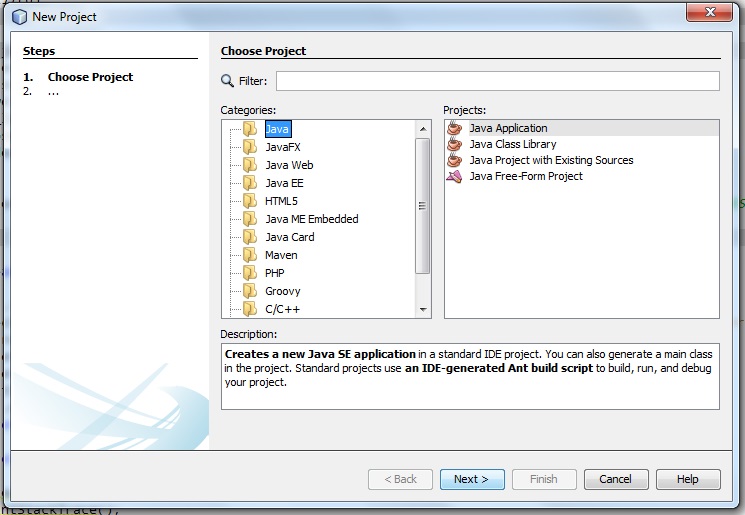 New Project
Steps
1. Choose Project
2. ...
Choose Project
Filter:
Categories:
Java
JavaFX
Java Web
Java EE
HTML5
Java ME Embedded
Java Card
Maven
PHP
Groovy
C/C++
Projects:
Java Application
Java Class Library
Java Project with Existing Sources
Java Free-Form Project
Description:
Creates a new Java SE application in a standard IDE project. You can also generate a main class
in the project. Standard projects use an IDE-generated Ant build script to build, run, and debug
your project.
< Back
Next >
Finish
Cancel
Help
ntStackTrace();